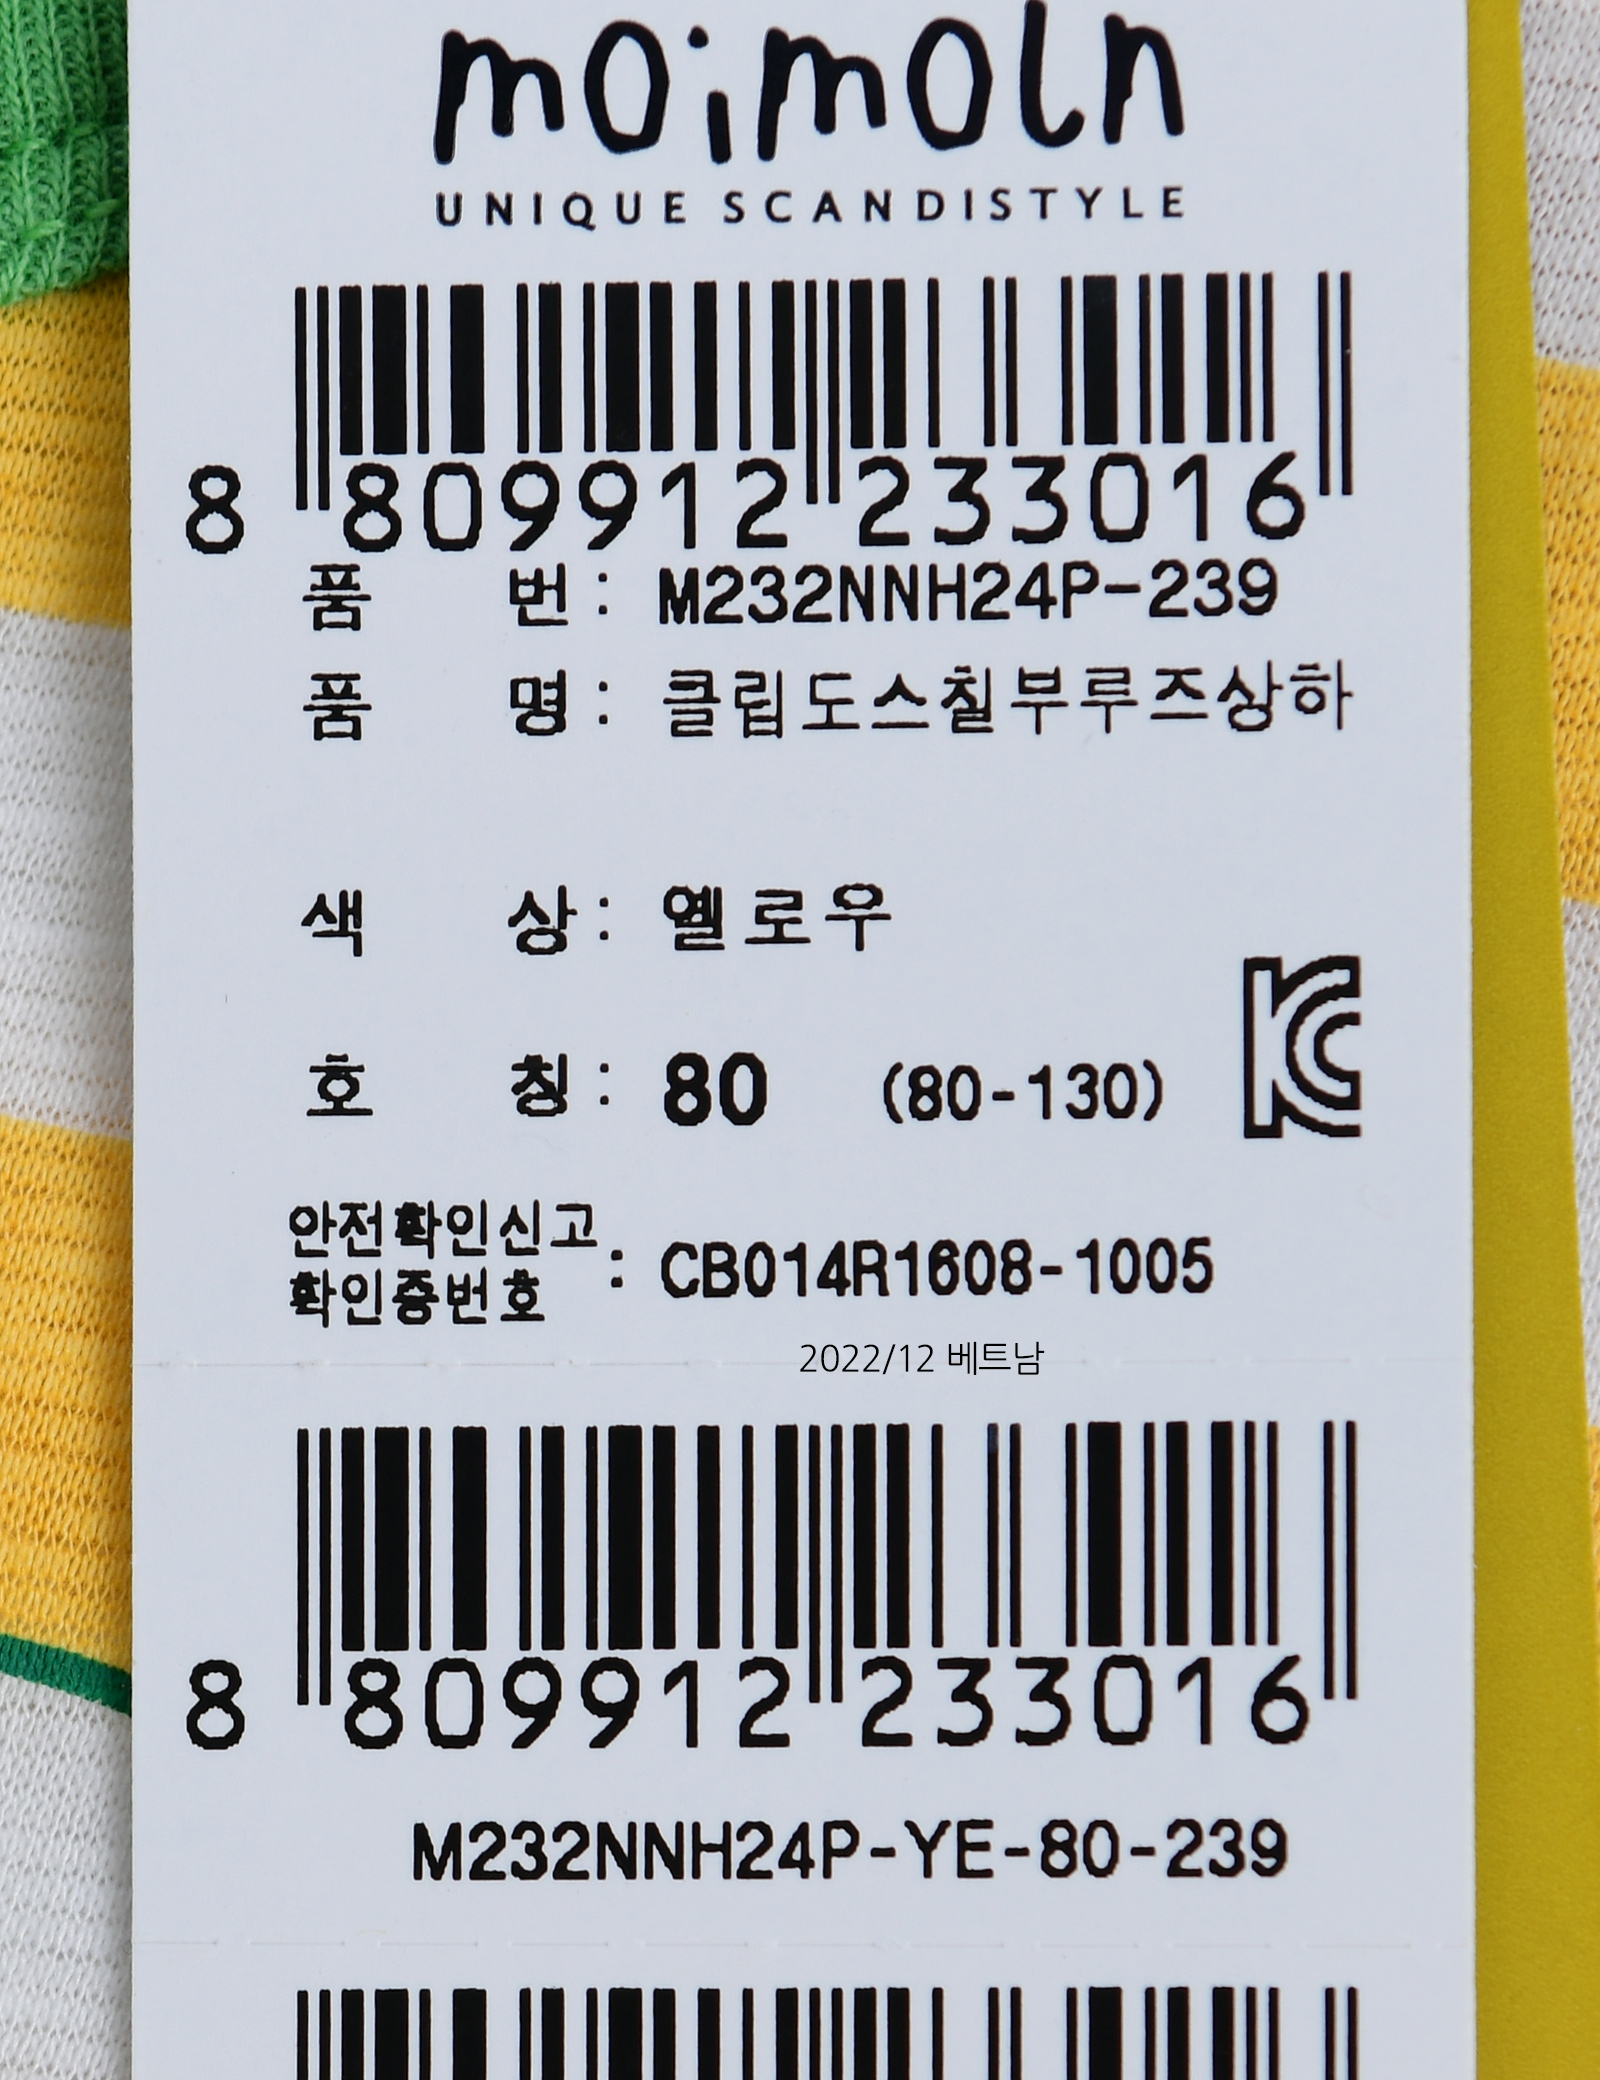 moimoln
UNIQUE SCANDISTYLE
8 809912 233016
품 번 : M232NNH24P-239
품 명 : 클립도스칠부루즈상하
색 상 : 옐로우
호 칭 : 80 (80-130)
안전확인신고
확인증번호 : CB014R1608-1005
2022/12 베트남
8 809912 233016
M232NNH24P-YE-80-239